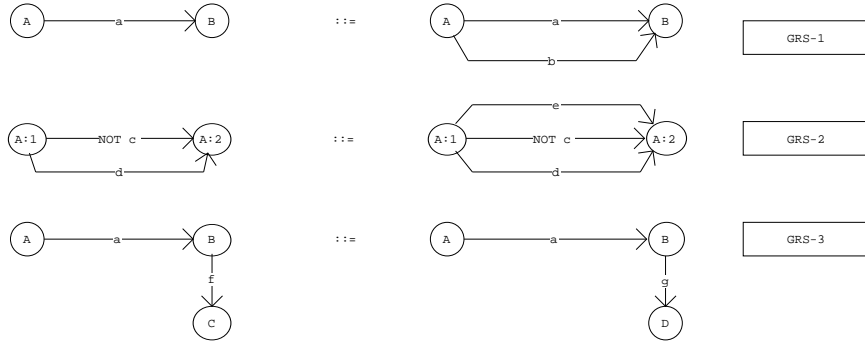 A a B ::= A a B GRS-1
b
e
A:1 NOT c A:2 ::= A:1 NOT c A:2 GRS-2
d d
A a B ::= A a B GRS-3
f g
C D